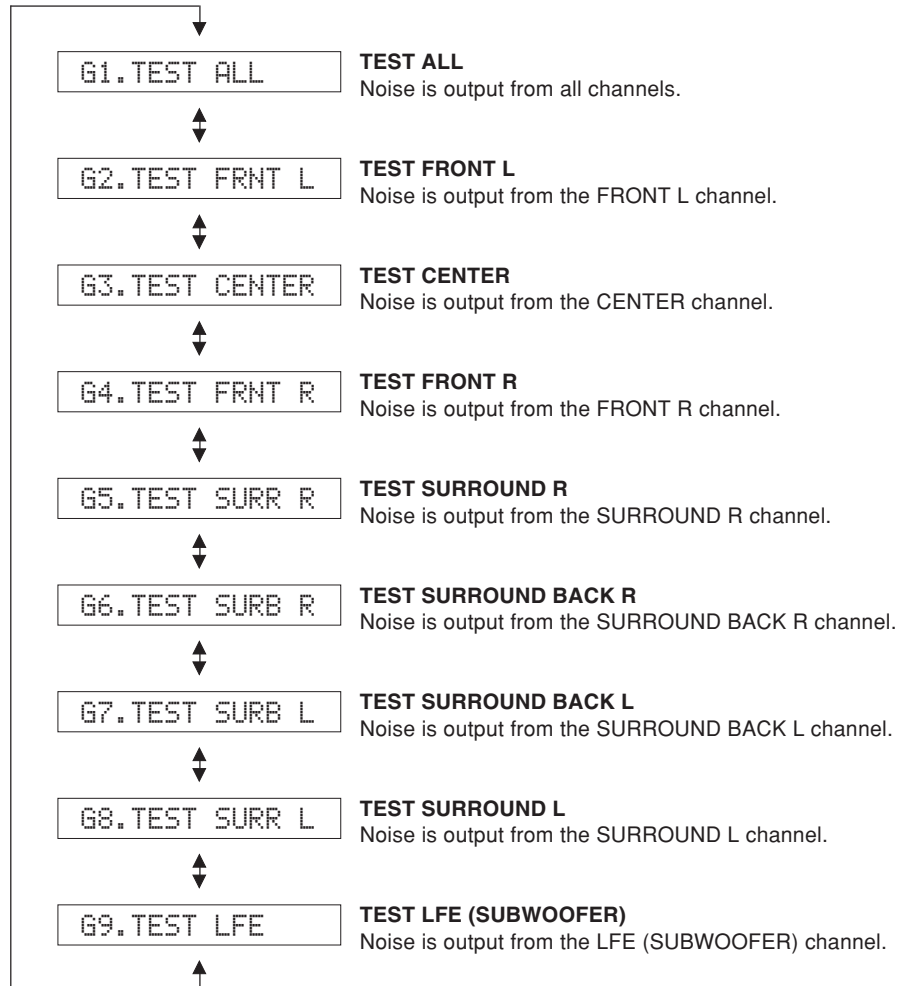 G1.TEST ALL
TEST ALL
Noise is output from all channels.
G2.TEST FRNT L
TEST FRONT L
Noise is output from the FRONT L channel.
G3.TEST CENTER
TEST CENTER
Noise is output from the CENTER channel.
G4.TEST FRNT R
TEST FRONT R
Noise is output from the FRONT R channel.
G5.TEST SURR R
TEST SURROUND R
Noise is output from the SURROUND R channel.
G6.TEST SURB R
TEST SURROUND BACK R
Noise is output from the SURROUND BACK R channel.
G7.TEST SURB L
TEST SURROUND BACK L
Noise is output from the SURROUND BACK L channel.
G8.TEST SURR L
TEST SURROUND L
Noise is output from the SURROUND L channel.
G9.TEST LFE
TEST LFE (SUBWOOFER)
Noise is output from the LFE (SUBWOOFER) channel.